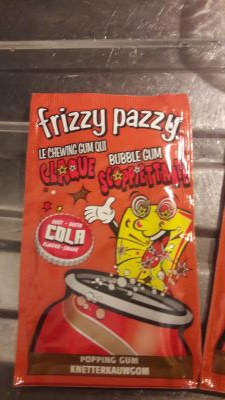 frizzy pazzy
LE CHEWING GUM QUI
CLAQUE
BUBBLE GUM
SCOPPIETTANTE
GOÛT - GUSTO
COLA
FLAVOUR - SMAAK
POPPING GUM
KNETTERKAUWGOM